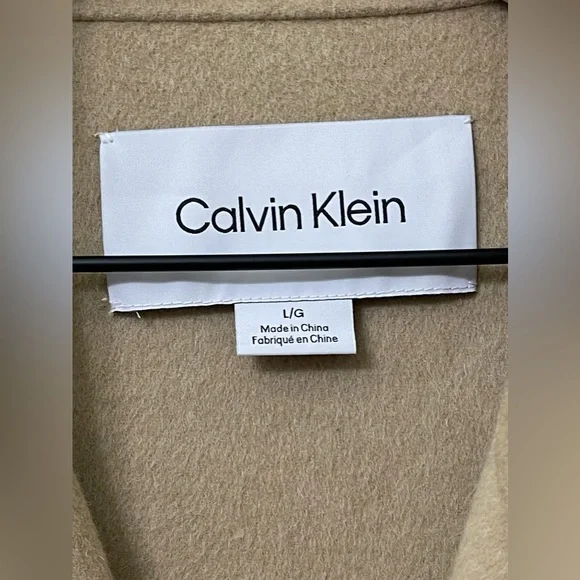 Calvin Klein
L/G
Made in China
Fabriqué en Chine